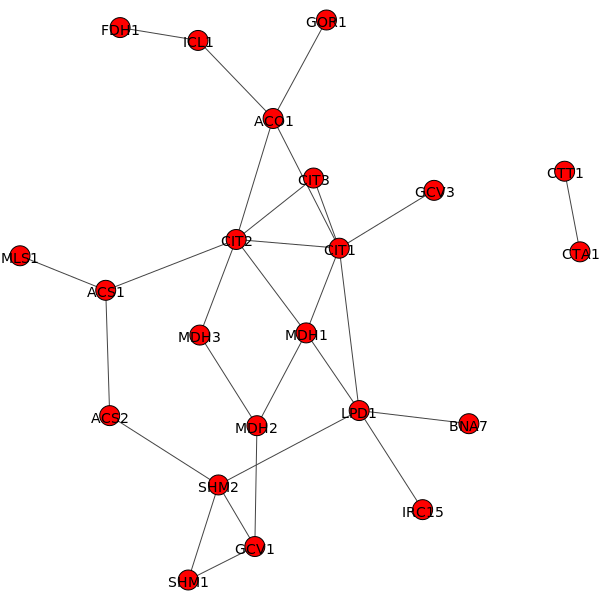 GOR1
FDH1
ICL1
ACO1
CTT1
CIT3
GCV3
CIT2
CIT1
CTA1
MLS1
ACS1
MDH3
MDH1
LPD1
ACS2
BNA7
MDH2
SHM2
IRC15
GCV1
SHM1